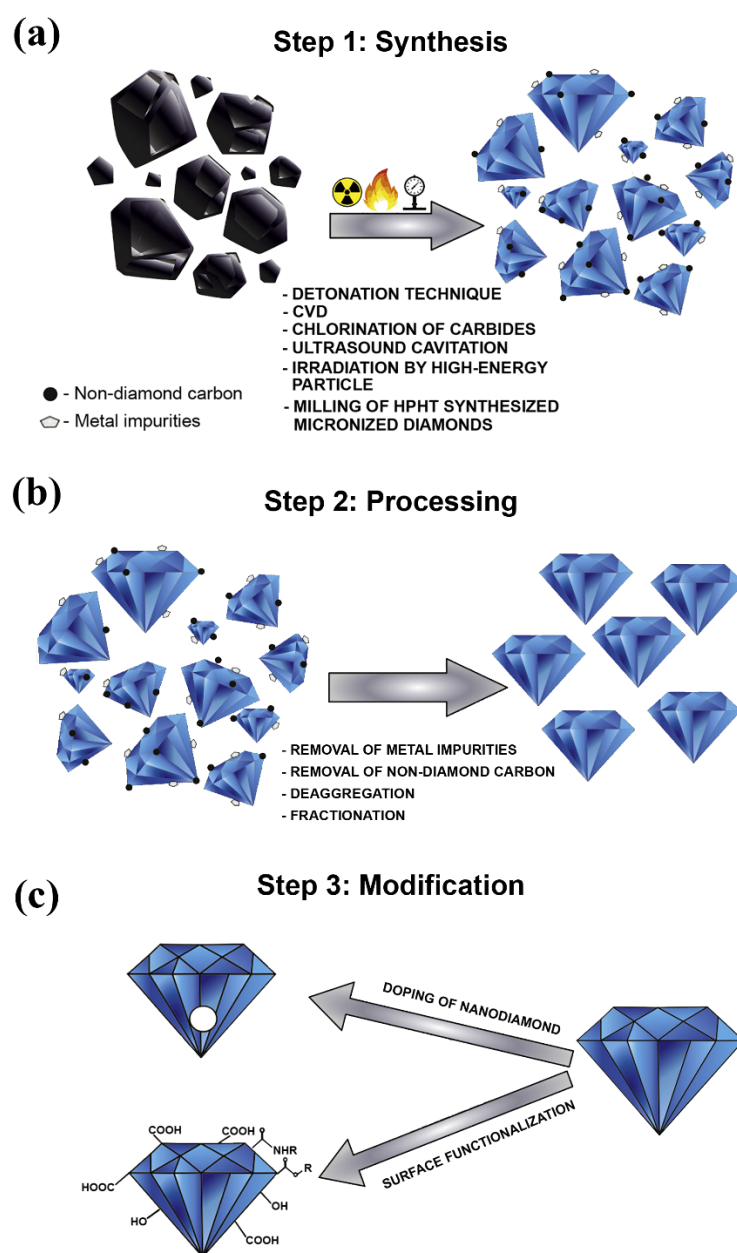 (a)
Step 1: Synthesis
- DETONATION TECHNIQUE
- CVD
- CHLORINATION OF CARBIDES
- ULTRASOUND CAVITATION
- IRRADIATION BY HIGH-ENERGY
PARTICLE
- MILLING OF HPHT SYNTHESIZED
MICRONIZED DIAMONDS
- Non-diamond carbon
- Metal impurities
(b)
Step 2: Processing
- REMOVAL OF METAL IMPURITIES
- REMOVAL OF NON-DIAMOND CARBON
- DEAGGREGATION
- FRACTIONATION
(c)
Step 3: Modification
DOPING OF NANODIAMOND
SURFACE FUNCTIONALIZATION
COOH
COOH
NHR
R
HOOC
OH
HO
COOH